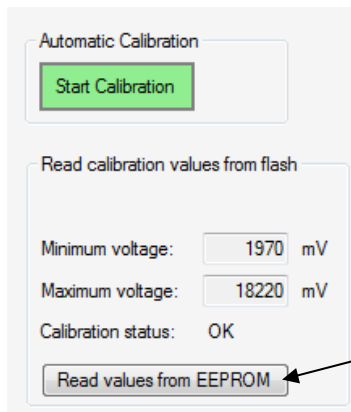 Automatic Calibration
Start Calibration
Read calibration values from flash
Minimum voltage: 1970 mV
Maximum voltage: 18220 mV
Calibration status: OK
Read values from EEPROM